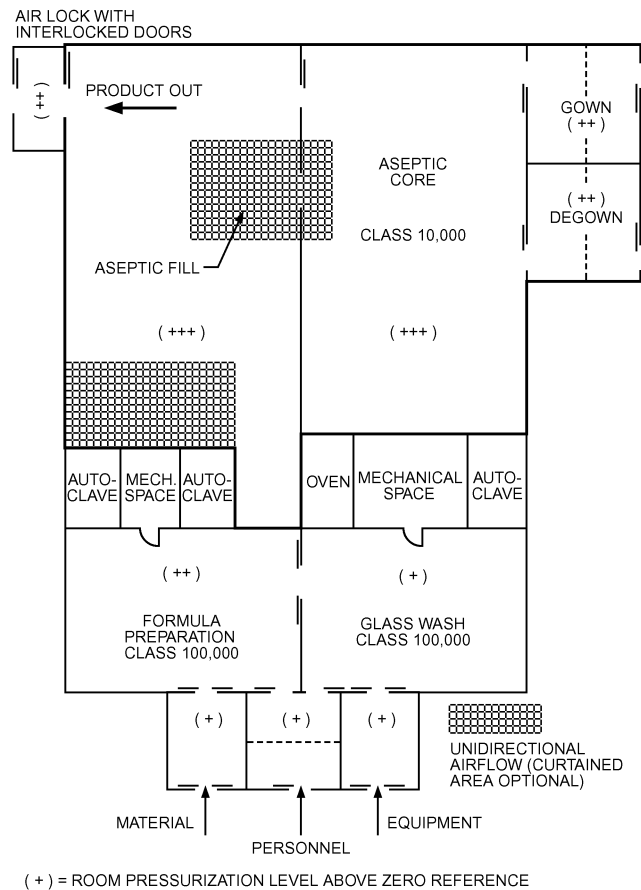 AIR LOCK WITH
INTERLOCKED DOORS
( ++ )
PRODUCT OUT
GOWN
( ++ )
ASEPTIC
CORE
( ++ )
DEGOWN
CLASS 10,000
ASEPTIC FILL
( +++ )
( +++ )
AUTO-
CLAVE
MECH.
SPACE
AUTO-
CLAVE
OVEN
MECHANICAL
SPACE
AUTO-
CLAVE
( ++ )
( + )
FORMULA
PREPARATION
CLASS 100,000
GLASS WASH
CLASS 100,000
( + )
( + )
( + )
UNIDIRECTIONAL
AIRFLOW (CURTAINED
AREA OPTIONAL)
MATERIAL
PERSONNEL
EQUIPMENT
( + ) = ROOM PRESSURIZATION LEVEL ABOVE ZERO REFERENCE